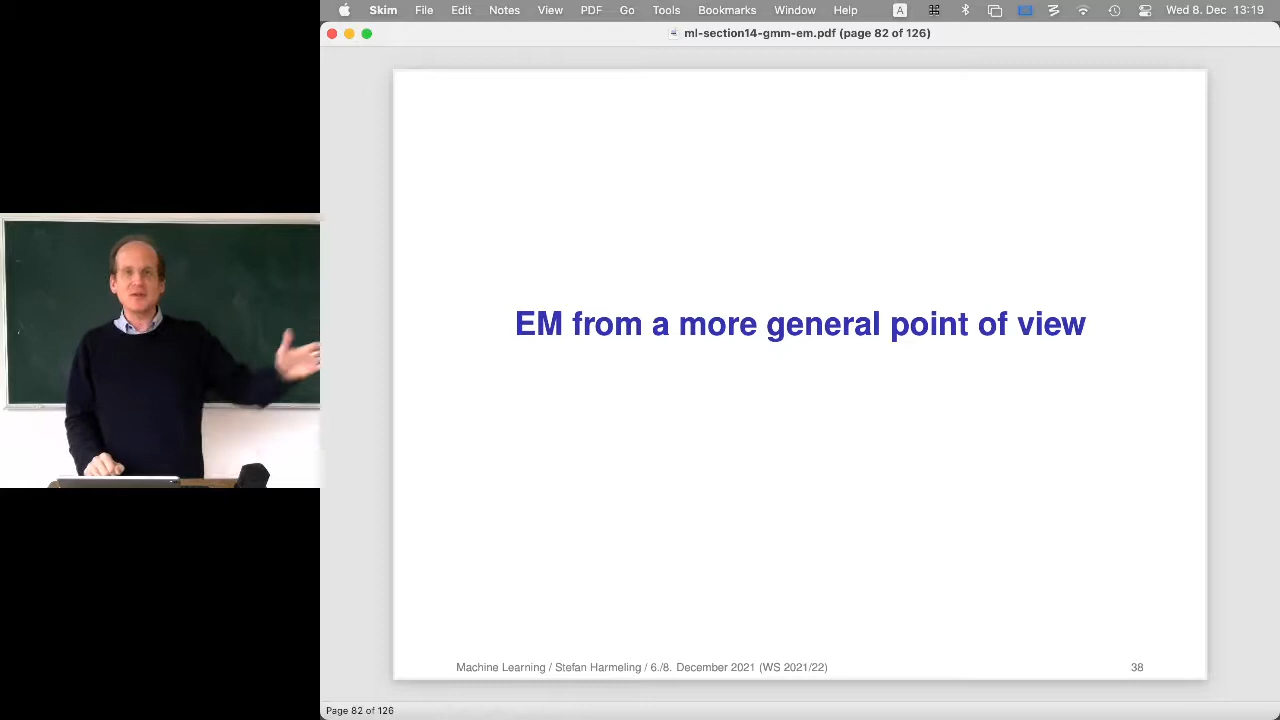 Skim File Edit Notes View PDF Go Tools Bookmarks Window Help A Wed 8. Dec 13:19
ml-section14-gmm-em.pdf (page 82 of 126)
EM from a more general point of view
Machine Learning / Stefan Harmeling / 6./8. December 2021 (WS 2021/22) 38
Page 82 of 126